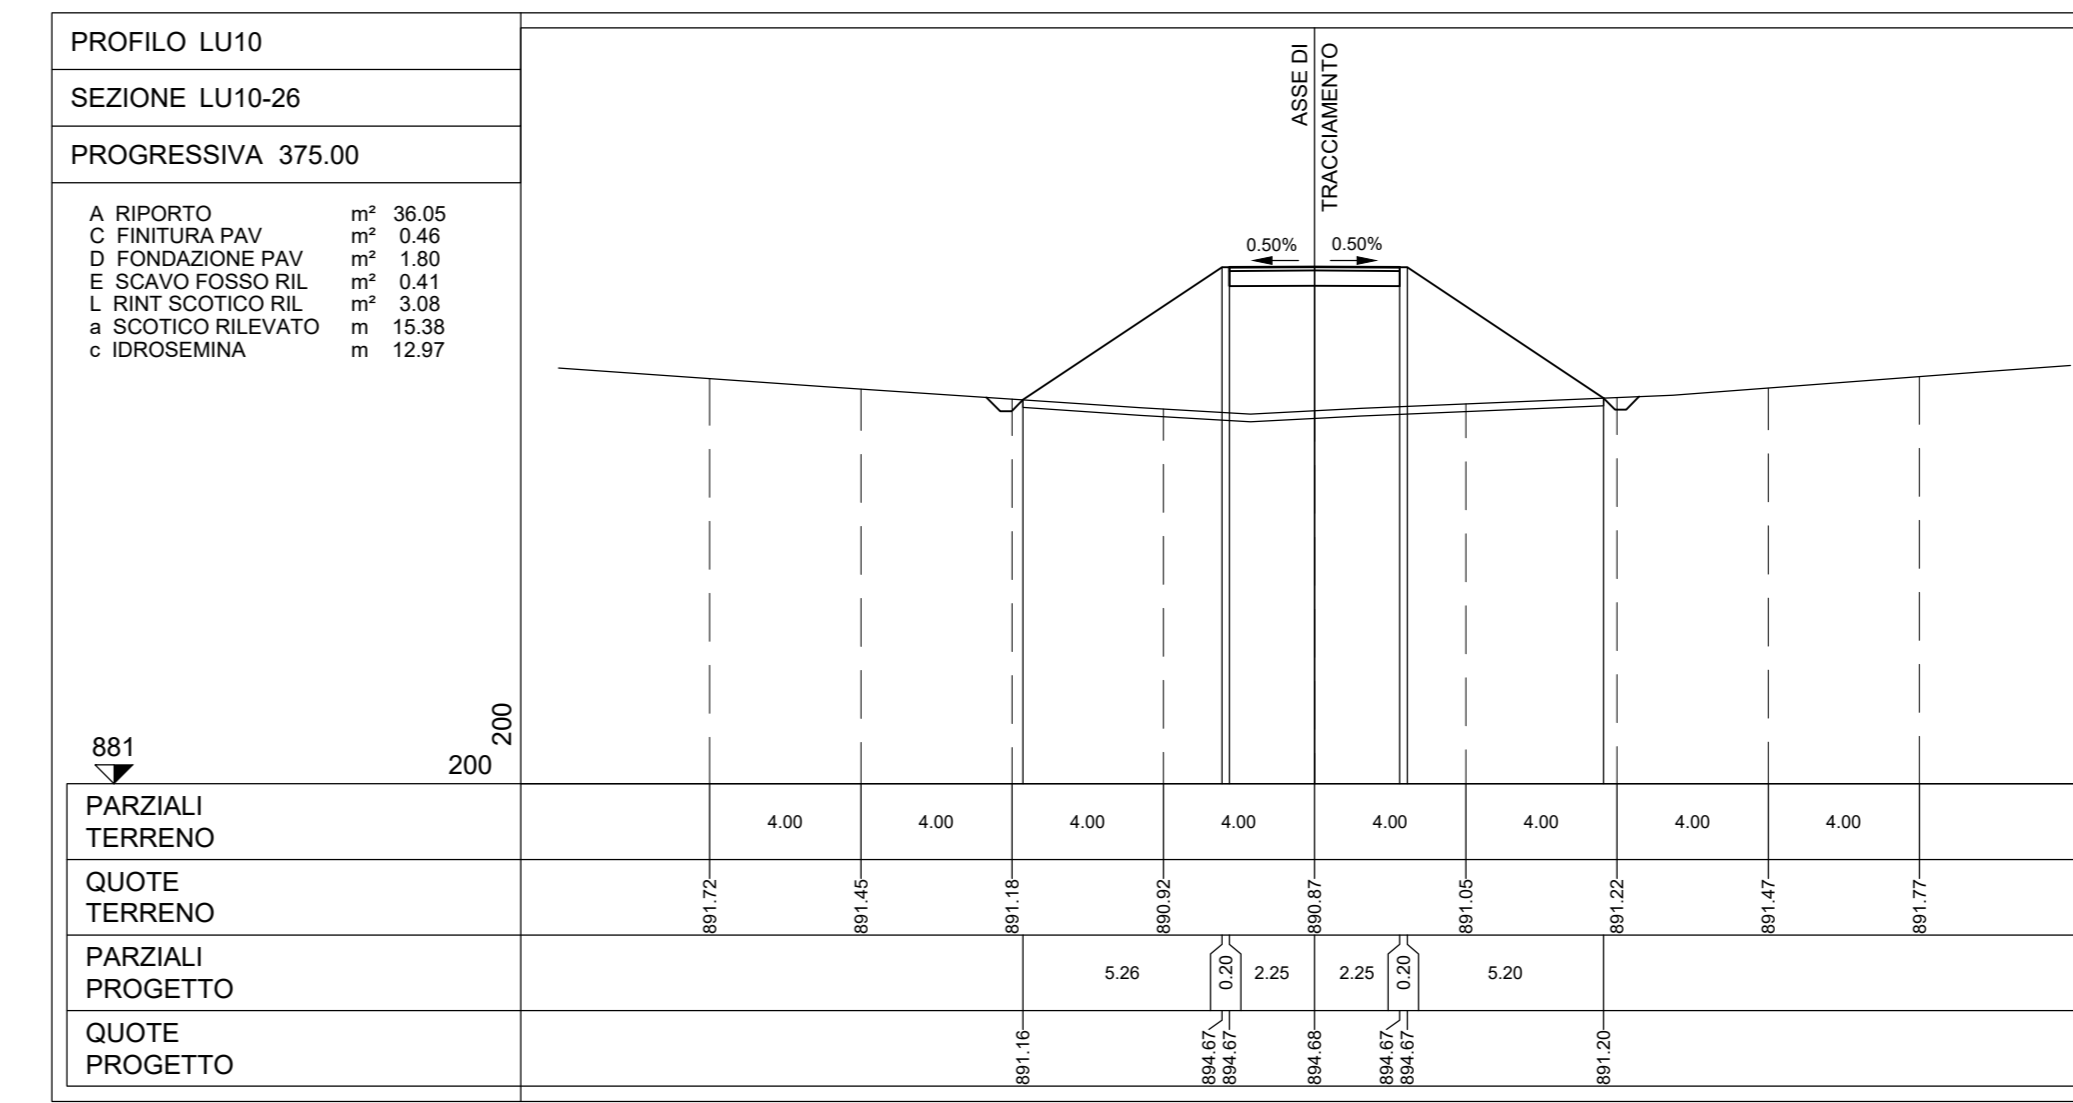 PROFILO LU10
SEZIONE LU10-26
PROGRESSIVA 375.00
A RIPORTO m² 36.05
C FINITURA PAV m² 0.46
D FONDAZIONE PAV m² 1.80
E SCAVO FOSSO RIL m² 0.41
L RINT SCOTICO RIL m² 3.08
a SCOTICO RILEVATO m 15.38
c IDROSEMINA m 12.97
ASSE DI
TRACCIAMENTO
0.50% 0.50%
881
200
200
PARZIALI
TERRENO
4.00 4.00 4.00 4.00 4.00 4.00 4.00 4.00
QUOTE
TERRENO
891.72 891.45 891.18 890.92 890.87 891.05 891.22 891.47 891.77
PARZIALI
PROGETTO
5.26 0.20 2.25 2.25 0.20 5.20
QUOTE
PROGETTO
891.16 894.67 894.67 894.68 894.67 894.67 891.20